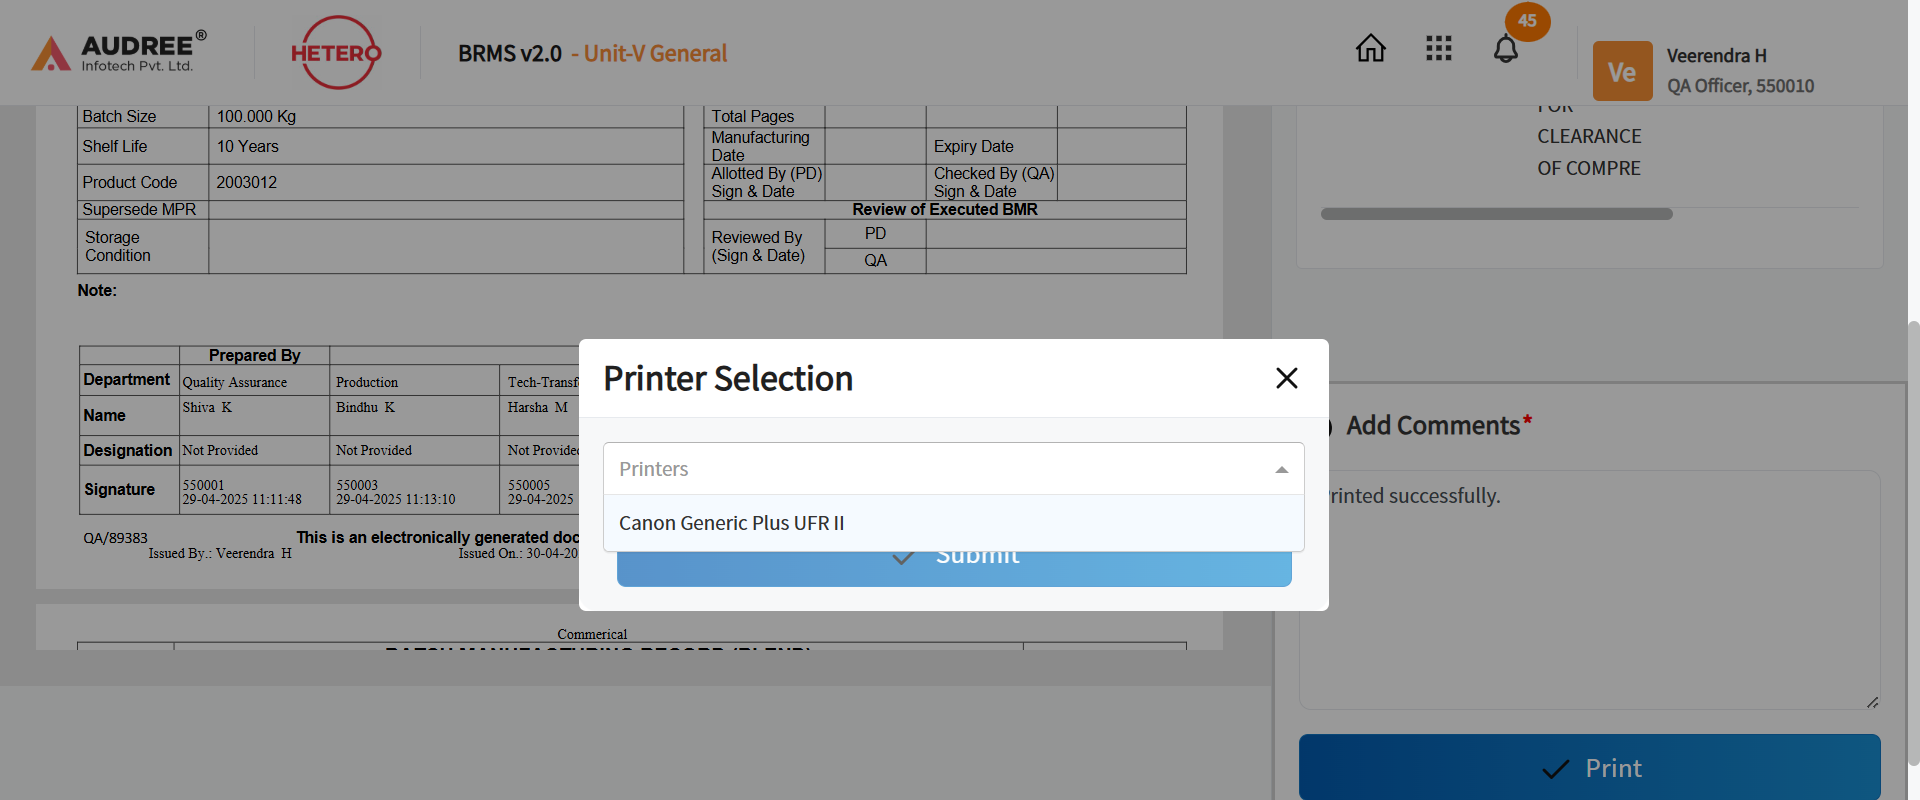 AUDREE®
Infotech Pvt. Ltd.
HETERO
BRMS v2.0 - Unit-V General
45
Ve
Veerendra H
QA Officer, 550010
Batch Size 100.000 Kg
Shelf Life 10 Years
Product Code 2003012
Supersede MPR
Storage
Condition
Total Pages
Manufacturing
Date
Expiry Date
Allotted By (PD)
Sign & Date
Checked By (QA)
Sign & Date
Review of Executed BMR
Reviewed By
(Sign & Date)
PD
QA
Note:
Prepared By
Department Quality Assurance Production Tech-Transf
Name Shiva K Bindhu K Harsha M
Designation Not Provided Not Provided Not Provide
Signature 550001 550003 550005
29-04-2025 11:11:48 29-04-2025 11:13:10 29-04-2025
QA/89383 This is an electronically generated doc
Issued By.: Veerendra H Issued On.: 30-04-20
Commerical
BATCH MANUFACTURING RECORD (BLEND)
Printer Selection
Printers
Canon Generic Plus UFR II
Submit
FOR
CLEARANCE
OF COMPRE
Add Comments*
rinted successfully.
Print